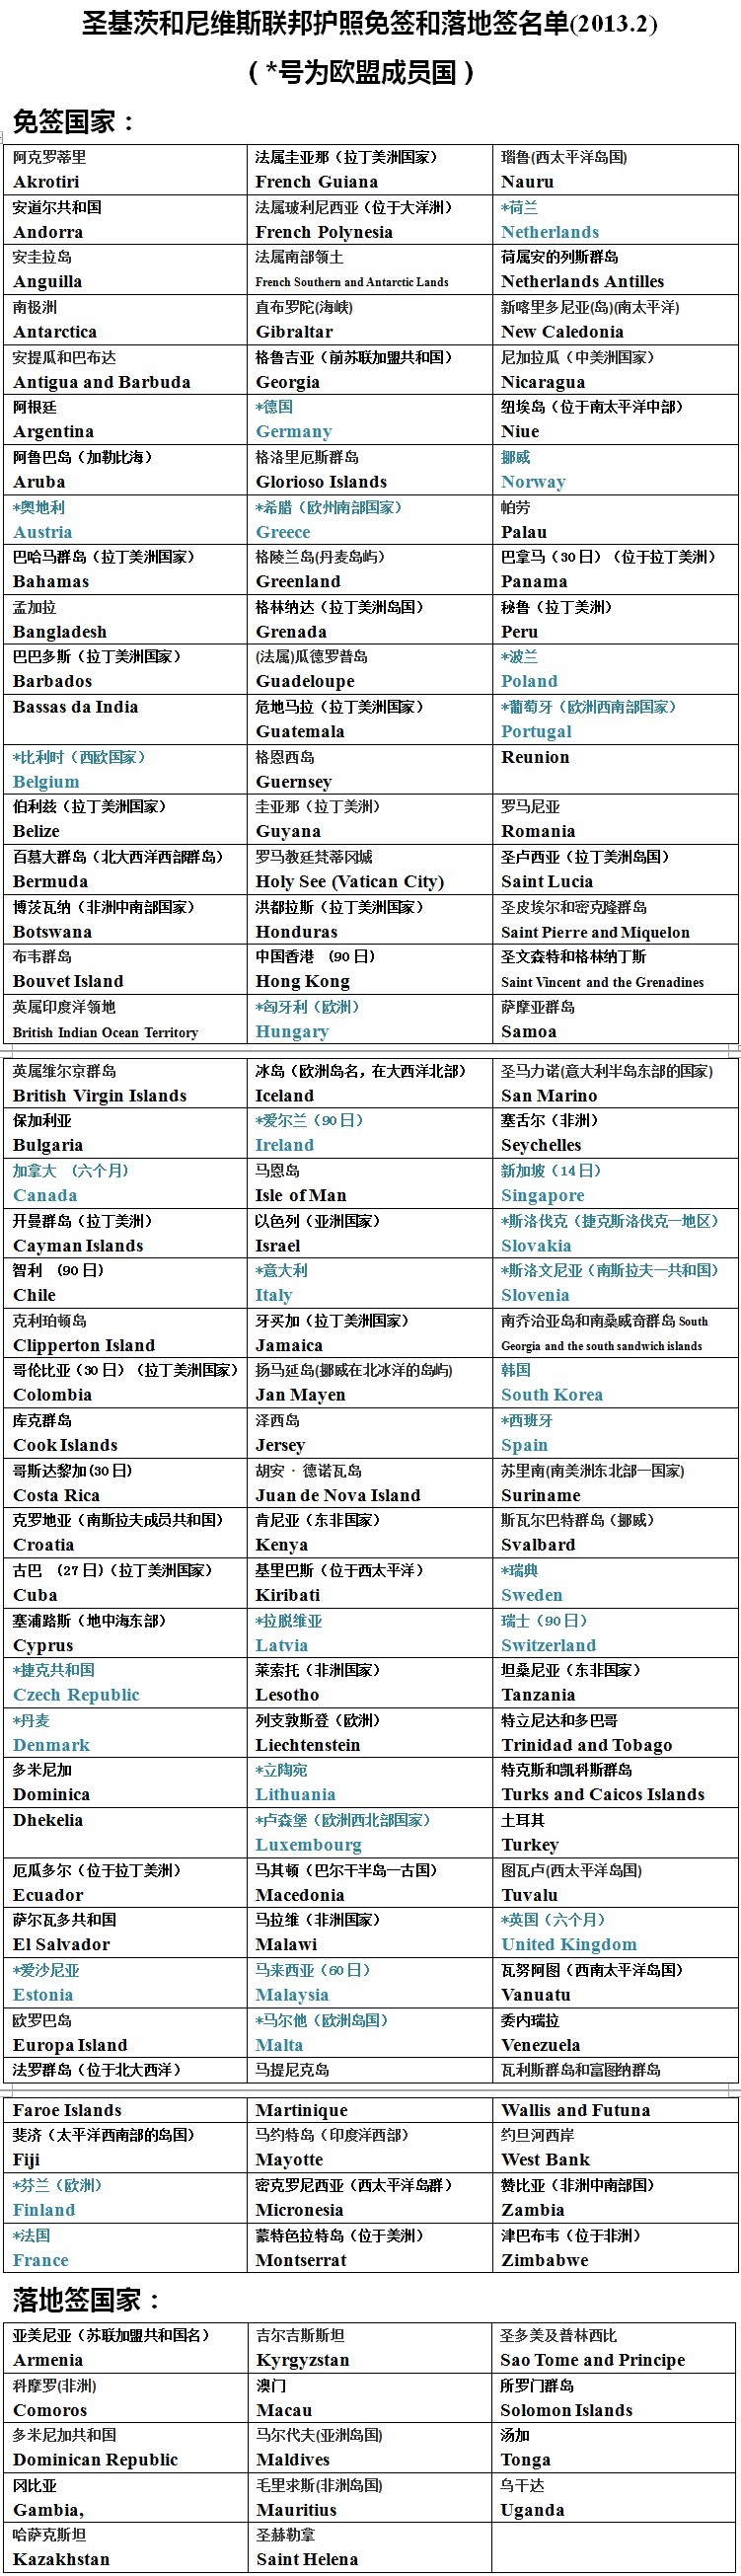 圣基茨和尼维斯联邦护照免签和落地签名单(2013.2)
（*号为欧盟成员国）
免签国家：
阿克罗蒂里
Akrotiri
法属圭亚那（拉丁美洲国家）
French Guiana
瑙鲁(西太平洋岛国)
Nauru
安道尔共和国
Andorra
法属玻利尼西亚（位于大洋洲）
French Polynesia
*荷兰
Netherlands
安圭拉岛
Anguilla
法属南部领土
French Southern and Antarctic Lands
荷属安的列斯群岛
Netherlands Antilles
南极洲
Antarctica
直布罗陀(海峡)
Gibraltar
新喀里多尼亚(岛)(南太平洋)
New Caledonia
安提瓜和巴布达
Antigua and Barbuda
格鲁吉亚（前苏联加盟共和国）
Georgia
尼加拉瓜（中美洲国家）
Nicaragua
阿根廷
Argentina
*德国
Germany
纽埃岛（位于南太平洋中部）
Niue
阿鲁巴岛（加勒比海）
Aruba
格洛里厄斯群岛
Glorioso Islands
挪威
Norway
*奥地利
Austria
*希腊（欧州南部国家）
Greece
帕劳
Palau
巴哈马群岛（拉丁美洲国家）
Bahamas
格陵兰岛(丹麦岛屿)
Greenland
巴拿马（30日）（位于拉丁美洲）
Panama
孟加拉
Bangladesh
格林纳达（拉丁美洲岛国）
Grenada
秘鲁（拉丁美洲）
Peru
巴巴多斯（拉丁美洲国家）
Barbados
(法属)瓜德罗普岛
Guadeloupe
*波兰
Poland
Bassas da India
危地马拉（拉丁美洲国家）
Guatemala
*葡萄牙（欧洲西南部国家）
Portugal
*比利时（西欧国家）
Belgium
格恩西岛
Guernsey
Reunion
伯利兹（拉丁美洲国家）
Belize
圭亚那（拉丁美洲）
Guyana
罗马尼亚
Romania
百慕大群岛（北大西洋西部群岛）
Bermuda
罗马教廷梵蒂冈城
Holy See (Vatican City)
圣卢西亚（拉丁美洲岛国）
Saint Lucia
博茨瓦纳（非洲中南部国家）
Botswana
洪都拉斯（拉丁美洲国家）
Honduras
圣皮埃尔和密克隆群岛
Saint Pierre and Miquelon
布韦群岛
Bouvet Island
中国香港 （90日）
Hong Kong
圣文森特和格林纳丁斯
Saint Vincent and the Grenadines
英属印度洋领地
British Indian Ocean Territory
*匈牙利（欧洲）
Hungary
萨摩亚群岛
Samoa
英属维尔京群岛
British Virgin Islands
冰岛（欧洲岛名，在大西洋北部）
Iceland
圣马力诺(意大利半岛东部的国家)
San Marino
保加利亚
Bulgaria
*爱尔兰（90日）
Ireland
塞舌尔（非洲）
Seychelles
加拿大 （六个月）
Canada
马恩岛
Isle of Man
新加坡（14日）
Singapore
开曼群岛（拉丁美洲）
Cayman Islands
以色列（亚洲国家）
Israel
*斯洛伐克（捷克斯洛伐克一地区）
Slovakia
智利 （90日）
Chile
*意大利
Italy
*斯洛文尼亚（南斯拉夫一共和国）
Slovenia
克利珀顿岛
Clipperton Island
牙买加（拉丁美洲国家）
Jamaica
南乔治亚岛和南桑威奇群岛 South
Georgia and the south sandwich islands
哥伦比亚（30日）（拉丁美洲国家）
Colombia
扬马延岛(挪威在北冰洋的岛屿)
Jan Mayen
韩国
South Korea
库克群岛
Cook Islands
泽西岛
Jersey
*西班牙
Spain
哥斯达黎加(30日)
Costa Rica
胡安·德诺瓦岛
Juan de Nova Island
苏里南(南美洲东北部一国家)
Suriname
克罗地亚（南斯拉夫成员共和国）
Croatia
肯尼亚（东非国家）
Kenya
斯瓦尔巴特群岛（挪威）
Svalbard
古巴 （27日）（拉丁美洲国家）
Cuba
基里巴斯（位于西太平洋）
Kiribati
*瑞典
Sweden
塞浦路斯（地中海东部）
Cyprus
*拉脱维亚
Latvia
瑞士（90日）
Switzerland
*捷克共和国
Czech Republic
莱索托（非洲国家）
Lesotho
坦桑尼亚（东非国家）
Tanzania
*丹麦
Denmark
列支敦斯登（欧洲）
Liechtenstein
特立尼达和多巴哥
Trinidad and Tobago
多米尼加
Dominica
*立陶宛
Lithuania
特克斯和凯科斯群岛
Turks and Caicos Islands
Dhekelia
*卢森堡（欧洲西北部国家）
Luxembourg
土耳其
Turkey
厄瓜多尔（位于拉丁美洲）
Ecuador
马其顿（巴尔干半岛一古国）
Macedonia
图瓦卢(西太平洋岛国)
Tuvalu
萨尔瓦多共和国
El Salvador
马拉维（非洲国家）
Malawi
*英国（六个月）
United Kingdom
*爱沙尼亚
Estonia
马来西亚（60日）
Malaysia
瓦努阿图（西南太平洋岛国）
Vanuatu
欧罗巴岛
Europa Island
*马尔他（欧洲岛国）
Malta
委内瑞拉
Venezuela
法罗群岛（位于北大西洋）
马提尼克岛
瓦利斯群岛和富图纳群岛
Faroe Islands
Martinique
Wallis and Futuna
斐济（太平洋西南部的岛国）
Fiji
马约特岛（印度洋西部）
Mayotte
约旦河西岸
West Bank
*芬兰（欧洲）
Finland
密克罗尼西亚（西太平洋岛群）
Micronesia
赞比亚（非洲中南部国）
Zambia
*法国
France
蒙特色拉特岛（位于美洲）
Montserrat
津巴布韦（位于非洲）
Zimbabwe
落地签国家：
亚美尼亚（苏联加盟共和国名）
Armenia
吉尔吉斯斯坦
Kyrgyzstan
圣多美及普林西比
Sao Tome and Principe
科摩罗(非洲)
Comoros
澳门
Macau
所罗门群岛
Solomon Islands
多米尼加共和国
Dominican Republic
马尔代夫(亚洲岛国)
Maldives
汤加
Tonga
冈比亚
Gambia,
毛里求斯(非洲岛国)
Mauritius
乌干达
Uganda
哈萨克斯坦
Kazakhstan
圣赫勒拿
Saint Helena